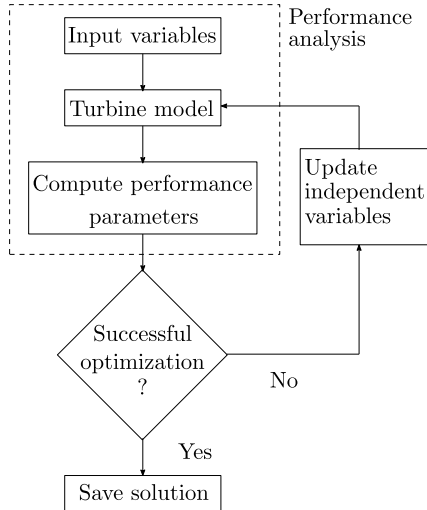 Performance
analysis
Input variables
Turbine model
Compute performance
parameters
Update
independent
variables
Successful
optimization
?
No
Yes
Save solution